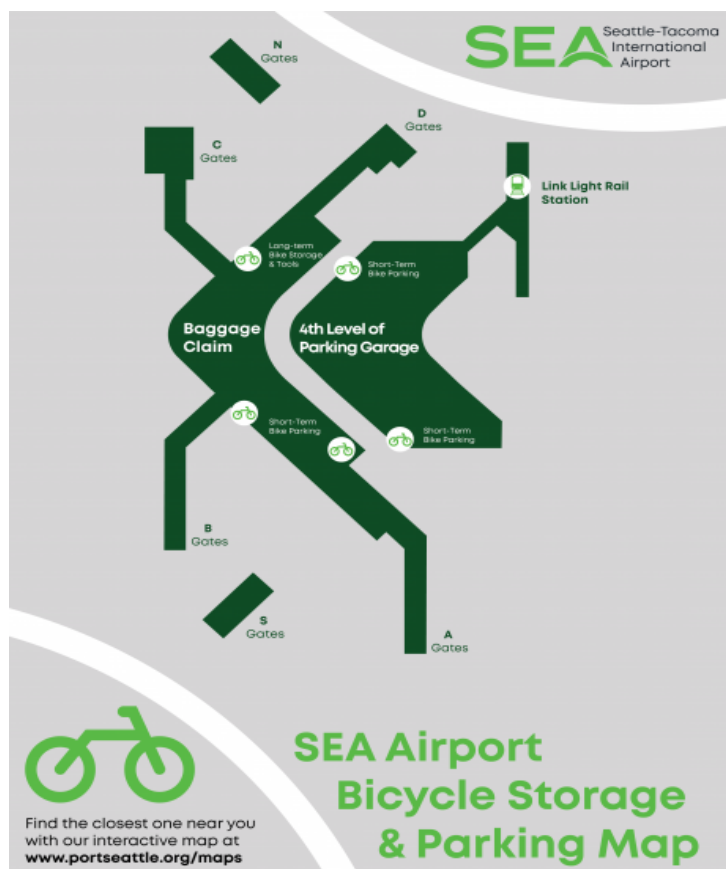 SEA
Seattle-Tacoma
International
Airport
N
Gates
D
Gates
C
Gates
Link Light Rail
Station
Long-term
Bike Storage
& Tools
Short-Term
Bike Parking
Baggage
Claim
4th Level of
Parking Garage
Short-Term
Bike Parking
Short-Term
Bike Parking
B
Gates
S
Gates
A
Gates
SEA Airport
Bicycle Storage
& Parking Map
Find the closest one near you
with our interactive map at
www.portseattle.org/maps